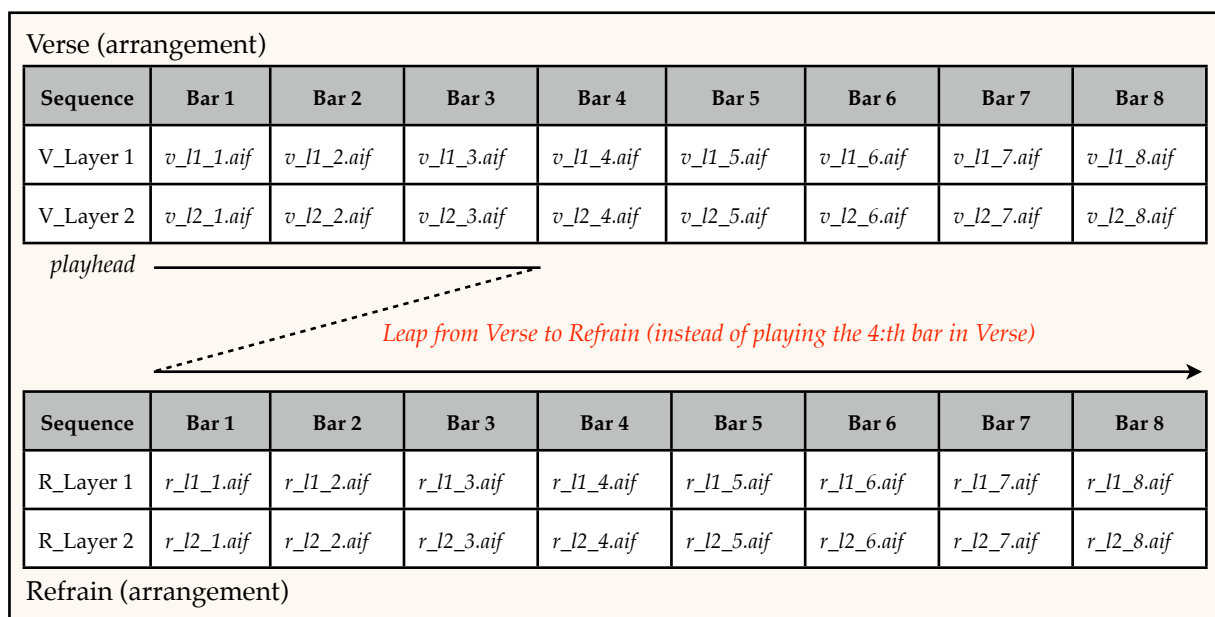 Verse (arrangement)
Sequence Bar 1 Bar 2 Bar 3 Bar 4 Bar 5 Bar 6 Bar 7 Bar 8
V_Layer 1 v_l1_1.aif v_l1_2.aif v_l1_3.aif v_l1_4.aif v_l1_5.aif v_l1_6.aif v_l1_7.aif v_l1_8.aif
V_Layer 2 v_l2_1.aif v_l2_2.aif v_l2_3.aif v_l2_4.aif v_l2_5.aif v_l2_6.aif v_l2_7.aif v_l2_8.aif
playhead
Leap from Verse to Refrain (instead of playing the 4:th bar in Verse)
Sequence Bar 1 Bar 2 Bar 3 Bar 4 Bar 5 Bar 6 Bar 7 Bar 8
R_Layer 1 r_l1_1.aif r_l1_2.aif r_l1_3.aif r_l1_4.aif r_l1_5.aif r_l1_6.aif r_l1_7.aif r_l1_8.aif
R_Layer 2 r_l2_1.aif r_l2_2.aif r_l2_3.aif r_l2_4.aif r_l2_5.aif r_l2_6.aif r_l2_7.aif r_l2_8.aif
Refrain (arrangement)